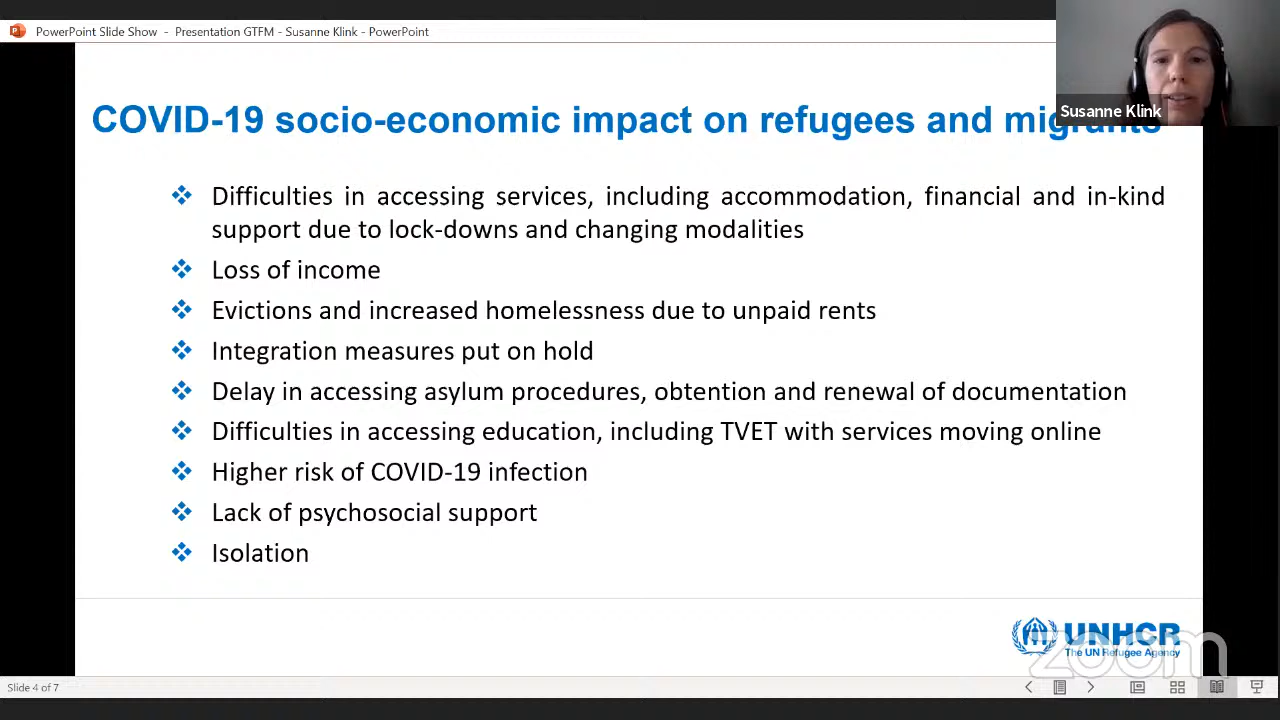 PowerPoint Slide Show - Presentation GTFM - Susanne Klink - PowerPoint
Susanne Klink
COVID-19 socio-economic impact on refugees and migrants
Difficulties in accessing services, including accommodation, financial and in-kind
support due to lock-downs and changing modalities
Loss of income
Evictions and increased homelessness due to unpaid rents
Integration measures put on hold
Delay in accessing asylum procedures, obtention and renewal of documentation
Difficulties in accessing education, including TVET with services moving online
Higher risk of COVID-19 infection
Lack of psychosocial support
Isolation
UNHCR
The UN Refugee Agency
zoom
Slide 4 of 7